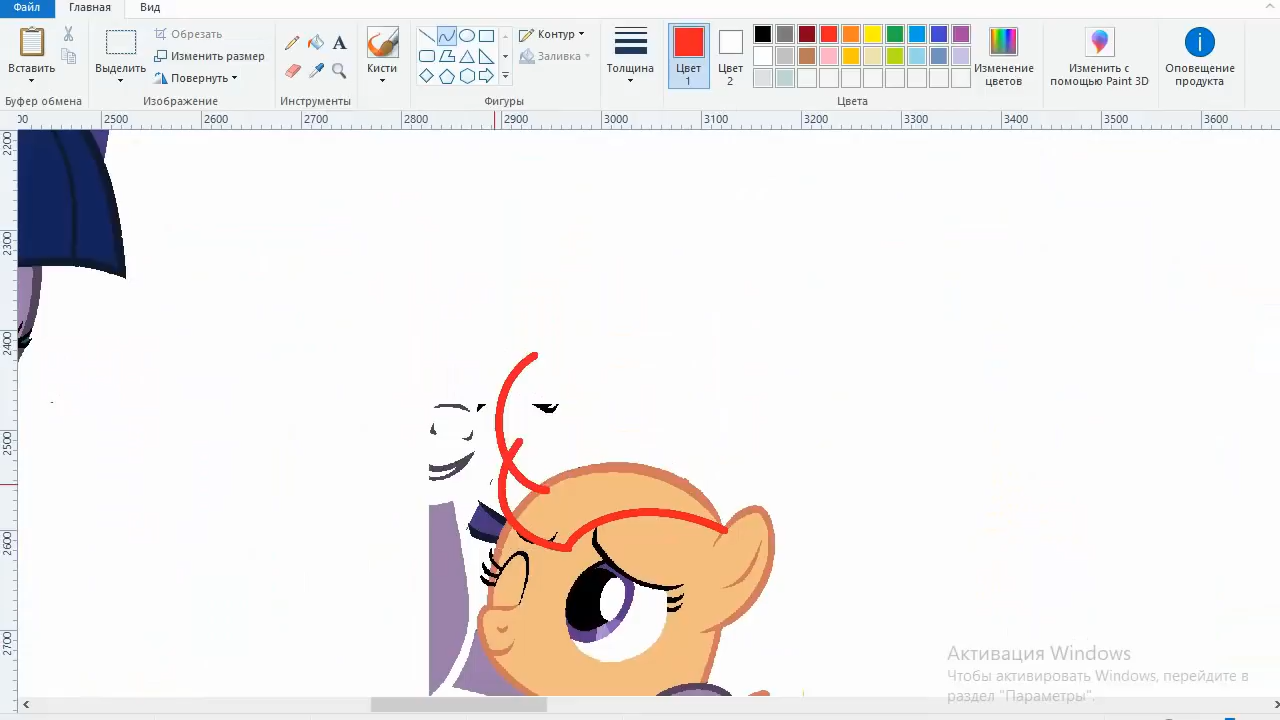 Файл Главная Вид
Вставить
Буфер обмена
Выделить
Обрезать
Изменить размер
Повернуть
Изображение
Инструменты
Кисти
Контур
Заливка
Фигуры
Толщина
Цвет 1
Цвет 2
Цвета
Изменение цветов
Изменить с помощью Paint 3D
Оповещение продукта
00 2500 2600 2700 2800 2900 3000 3100 3200 3300 3400 3500 3600
2200
2300
2400
2500
2600
2700
Активация Windows
Чтобы активировать Windows, перейдите в
раздел "Параметры".